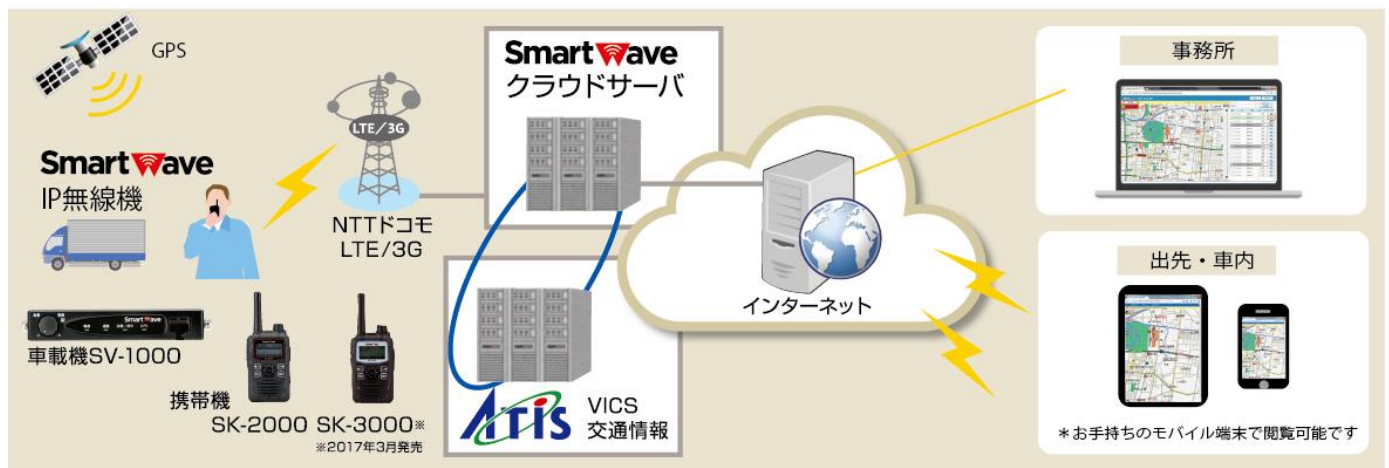 GPS
SmartWave
IP無線機
LTE/3G
NTTドコモ
LTE/3G
車載機SV-1000
携帯機
SK-2000
SK-3000※
※2017年3月発売
SmartWave
クラウドサーバ
ATIS
VICS
交通情報
インターネット
事務所
出先・車内
＊お手持ちのモバイル端末で閲覧可能です